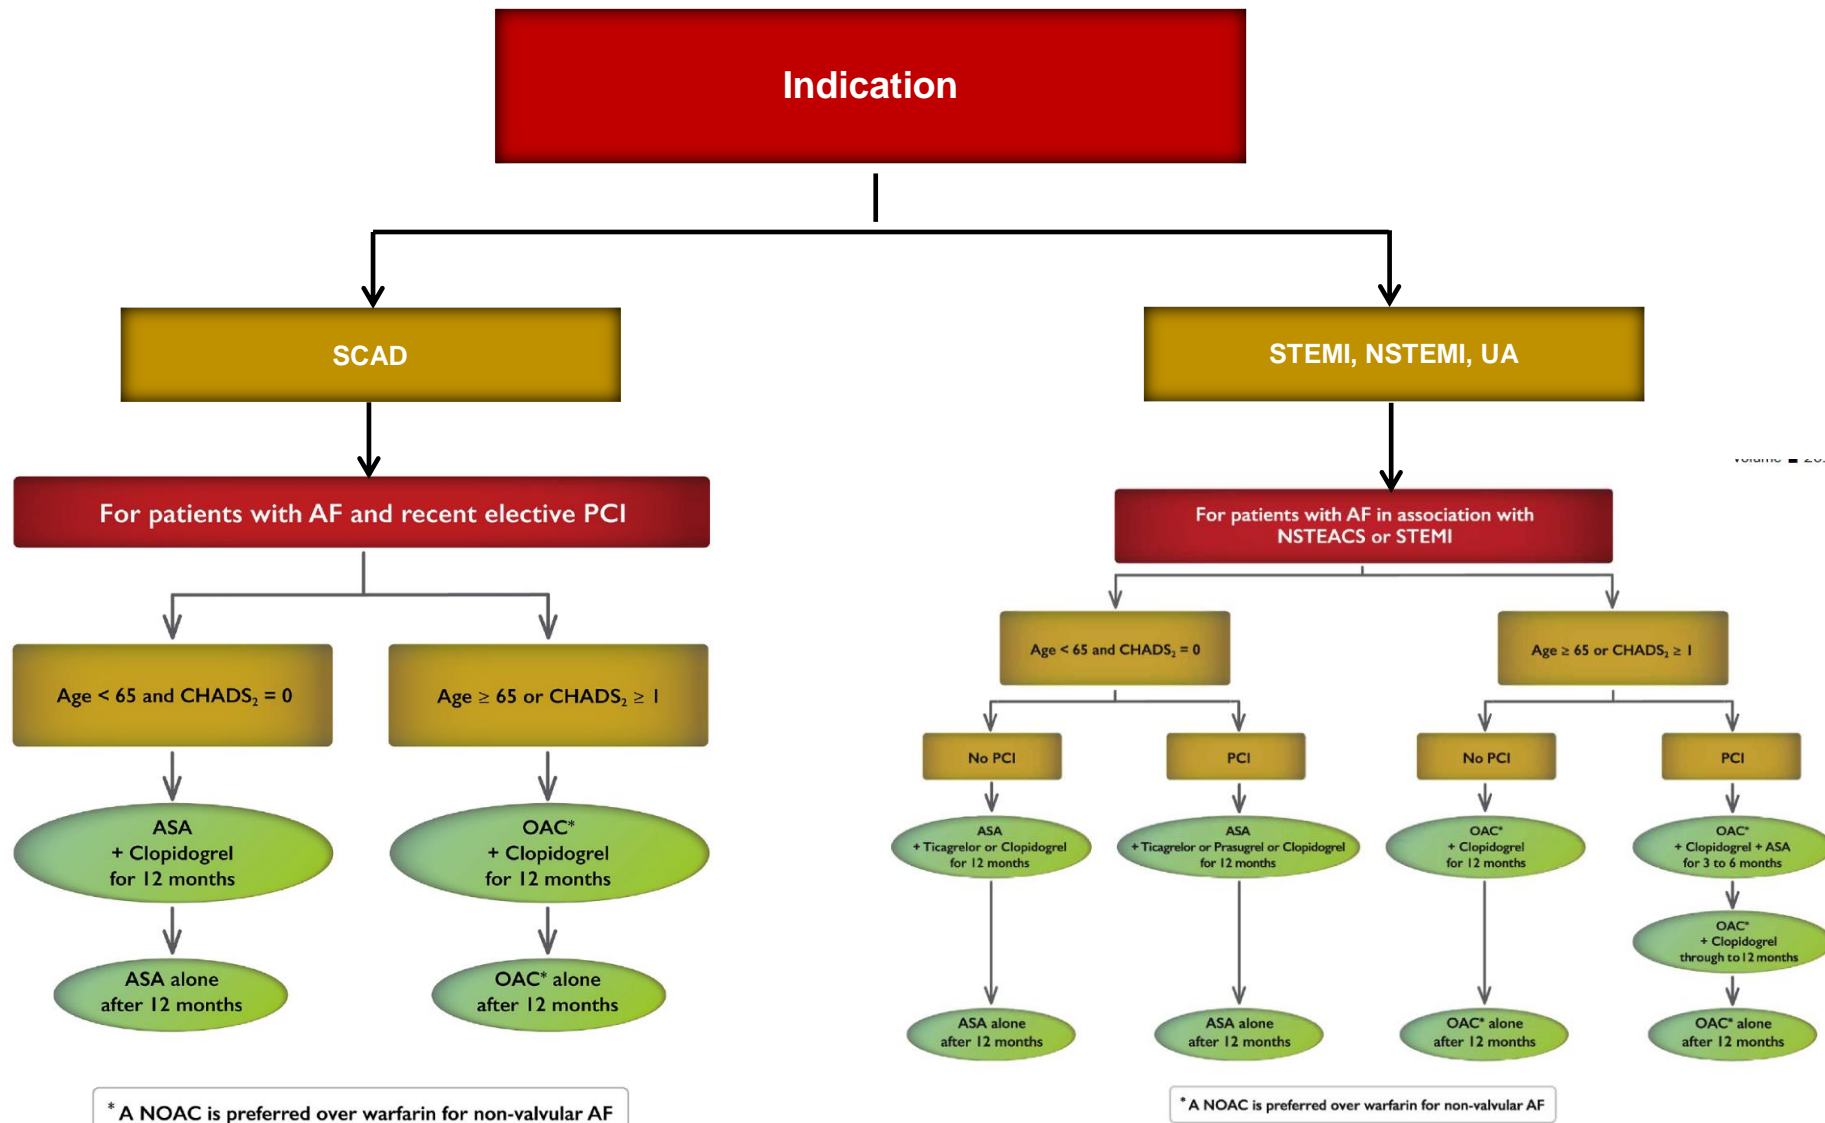 Indication
SCAD
STEMI, NSTEMI, UA
For patients with AF and recent elective PCI
Age < 65 and CHADS₂ = 0
Age ≥ 65 or CHADS₂ ≥ 1
ASA
+ Clopidogrel
for 12 months
OAC*
+ Clopidogrel
for 12 months
ASA alone
after 12 months
OAC* alone
after 12 months
* A NOAC is preferred over warfarin for non-valvular AF
For patients with AF in association with
NSTEACS or STEMI
Age < 65 and CHADS₂ = 0
Age ≥ 65 or CHADS₂ ≥ 1
No PCI
PCI
No PCI
PCI
ASA
+ Ticagrelor or Clopidogrel
for 12 months
ASA
+ Ticagrelor or Prasugrel or Clopidogrel
for 12 months
OAC*
+ Clopidogrel
for 12 months
OAC*
+ Clopidogrel + ASA
for 3 to 6 months
OAC*
+ Clopidogrel
through to 12 months
ASA alone
after 12 months
ASA alone
after 12 months
OAC* alone
after 12 months
OAC* alone
after 12 months
* A NOAC is preferred over warfarin for non-valvular AF